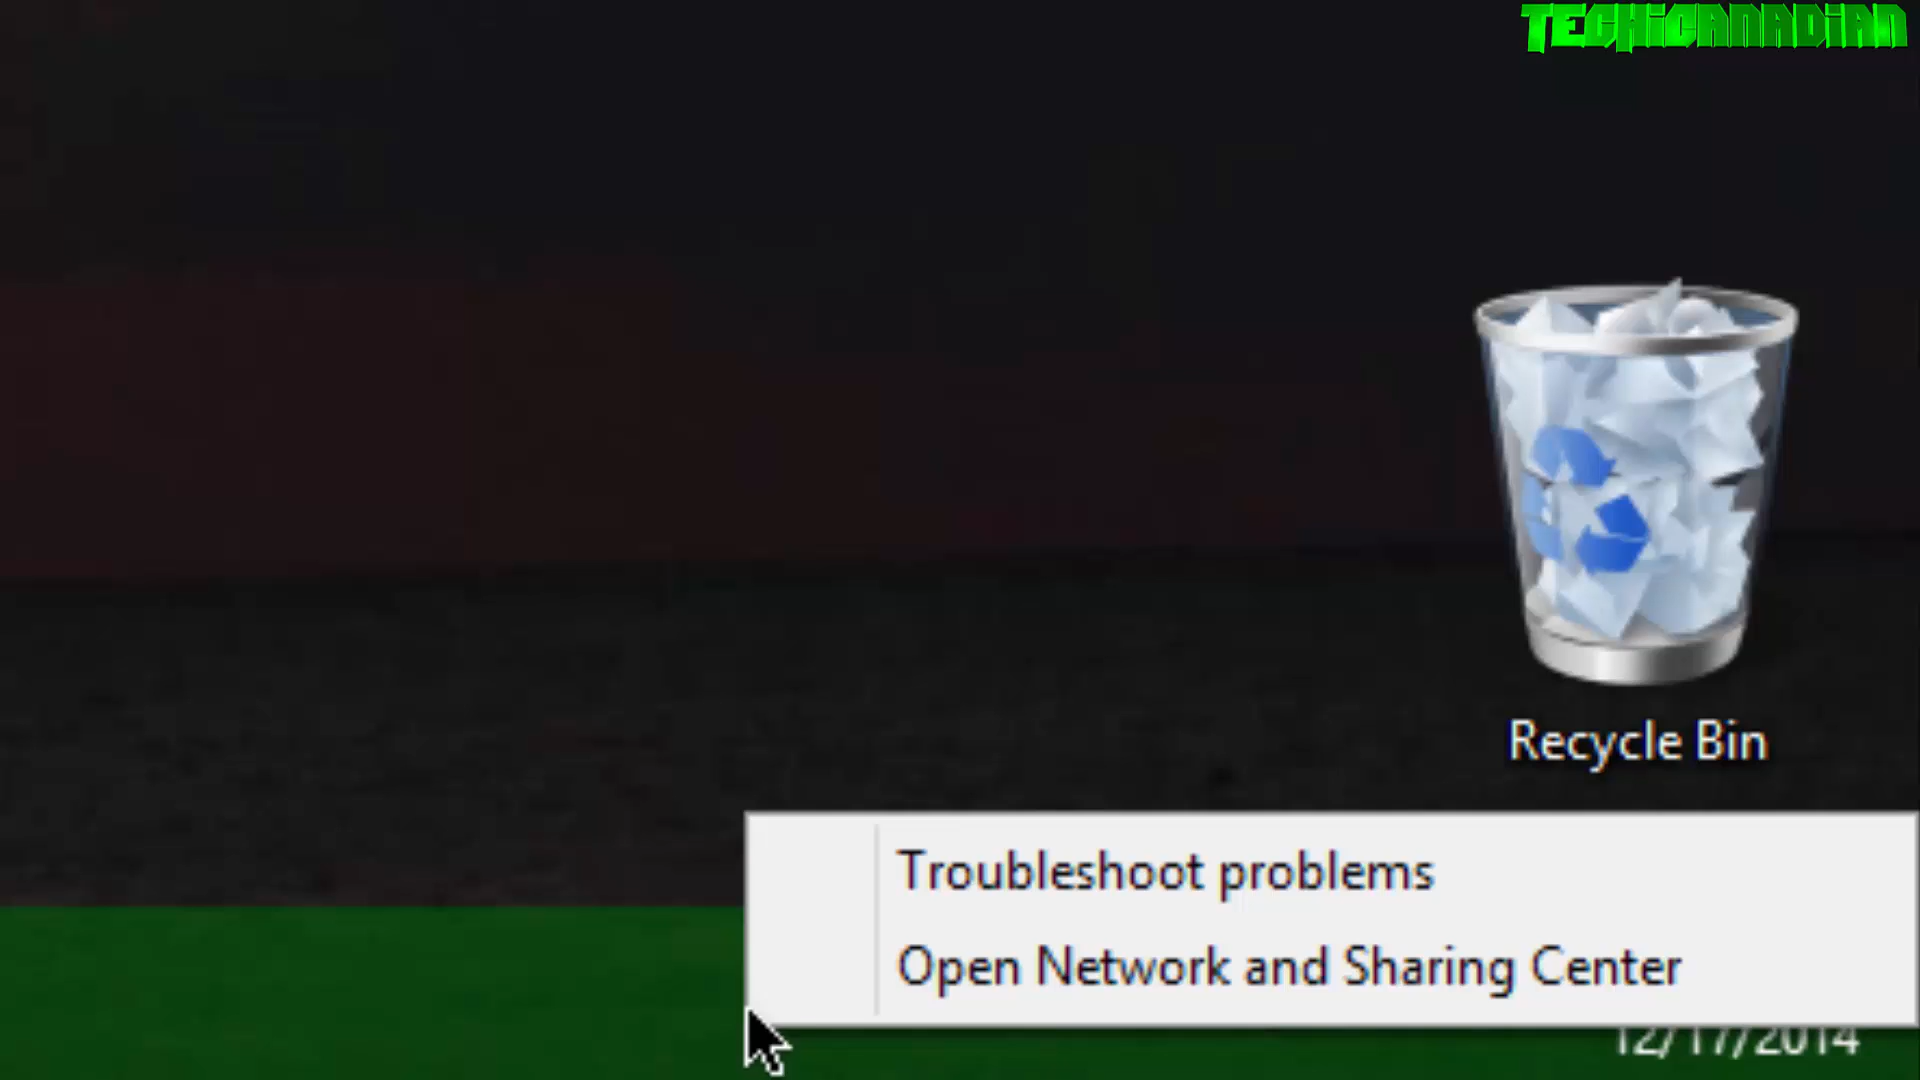 TECHiCANADiAN
Recycle Bin
Troubleshoot problems
Open Network and Sharing Center
12/17/2014